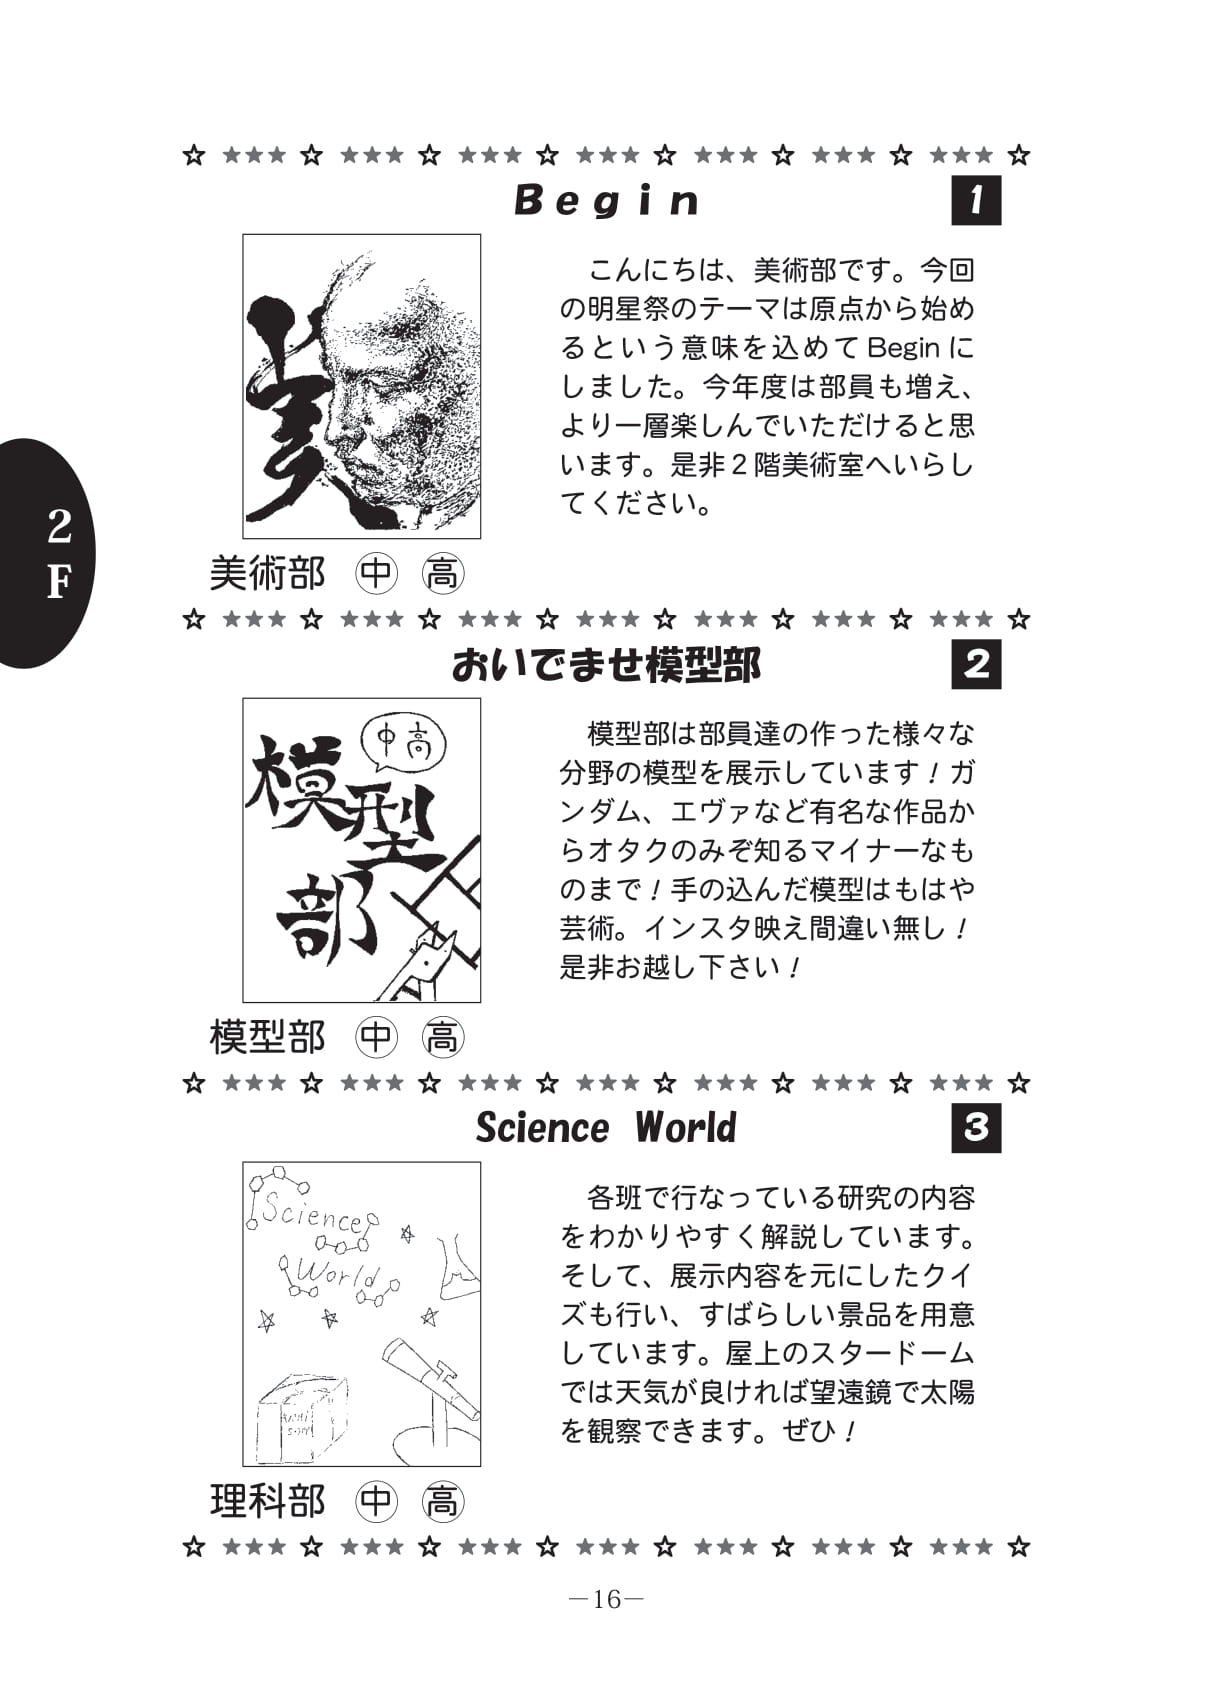 Begin
1
美
こんにちは、美術部です。今回
の明星祭のテーマは原点から始め
るという意味を込めて Begin に
しました。今年度は部員も増え、
より一層楽しんでいただけると思
います。是非２階美術室へいらし
てください。
美術部 中 高
2
F
おいでませ模型部
2
中高
模型
部
模型部は部員達の作った様々な
分野の模型を展示しています！ガ
ンダム、エヴァなど有名な作品か
らオタクのみぞ知るマイナーなも
のまで！手の込んだ模型はもはや
芸術。インスタ映え間違い無し！
是非お越し下さい！
模型部 中 高
Science World
3
Science
World
各班で行なっている研究の内容
をわかりやすく解説しています。
そして、展示内容を元にしたクイ
ズも行い、すばらしい景品を用意
しています。屋上のスタードーム
では天気が良ければ望遠鏡で太陽
を観察できます。ぜひ！
理科部 中 高
－16－